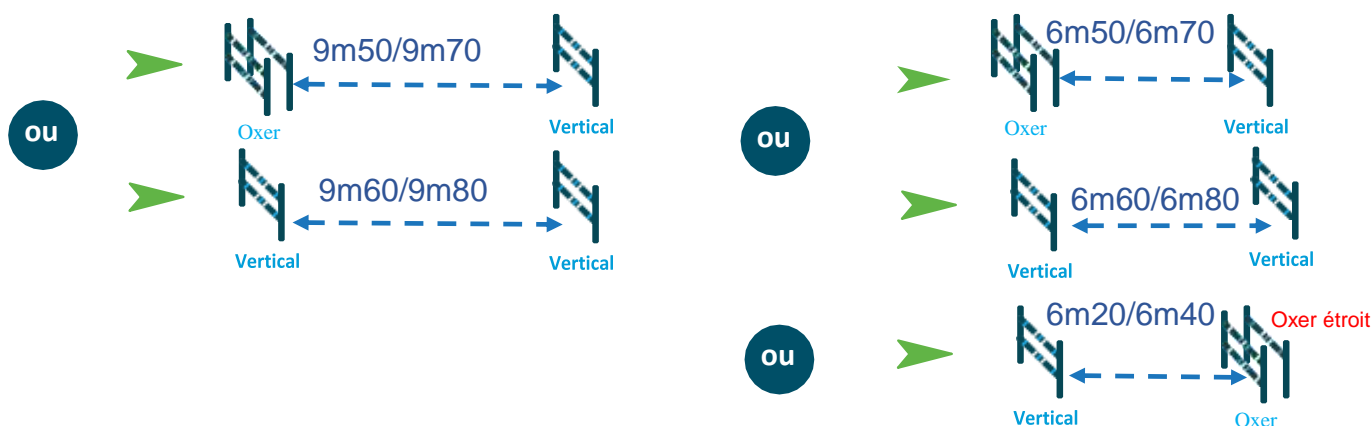 9m50/9m70
ou
Oxer
Vertical
9m60/9m80
Vertical
Vertical
6m50/6m70
ou
Oxer
Vertical
6m60/6m80
Vertical
Vertical
6m20/6m40
Oxer étroit
ou
Vertical
Oxer